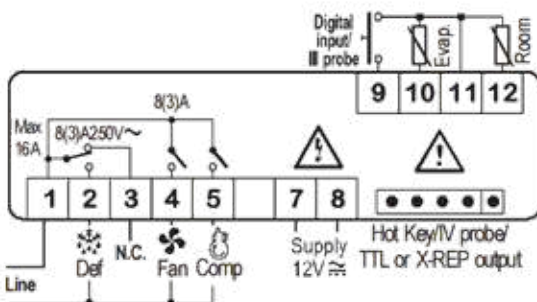 Digital
input/
III probe
Evap.
Room
9 10 11 12
8(3)A
Max
16A
8(3)A250V~
1 2 3 4 5 7 8
Line
Def
N.C.
Fan
Comp
Supply
12V ≂
Hot Key/IV probe/
TTL or X-REP output